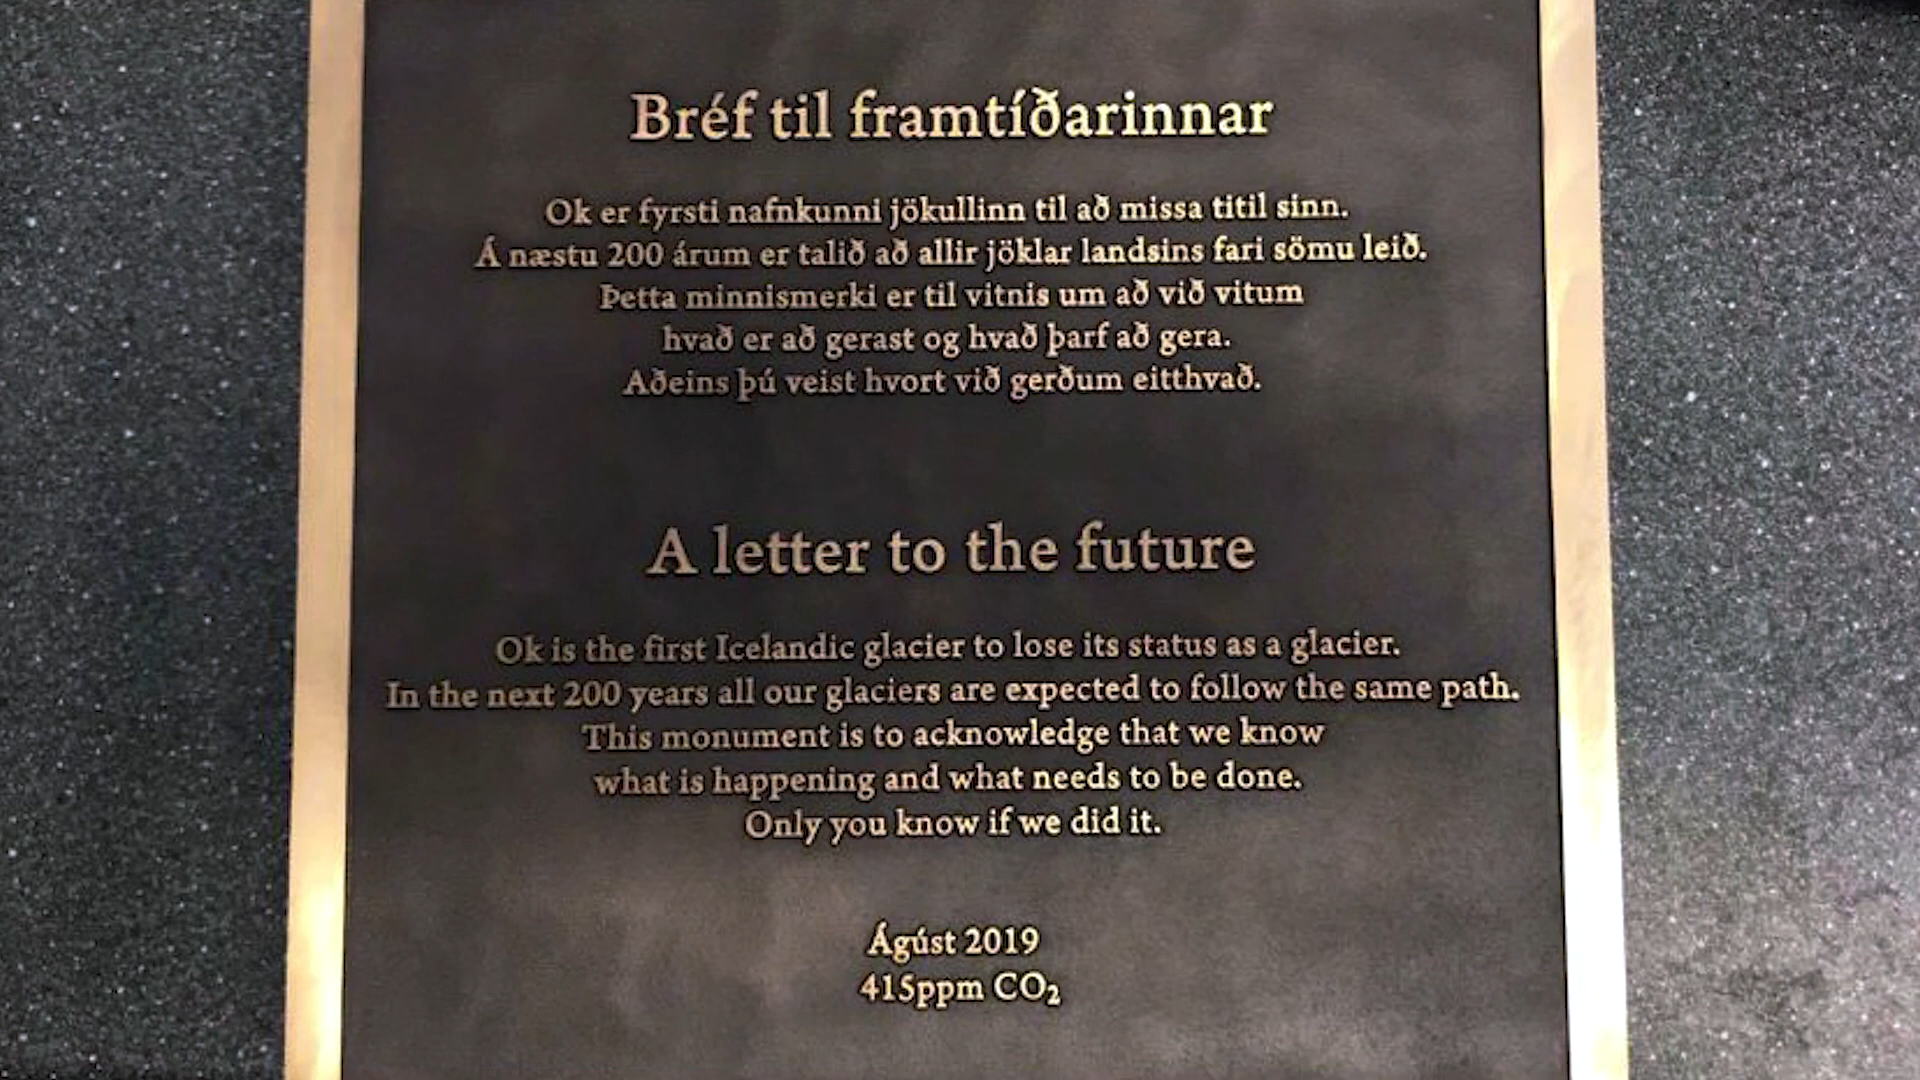 Bréf til framtíðarinnar
Ok er fyrsti nafnkunni jökullinn til að missa titil sinn.
Á næstu 200 árum er talið að allir jöklar landsins fari sömu leið.
Þetta minnismerki er til vitnis um að við vitum
hvað er að gerast og hvað þarf að gera.
Aðeins þú veist hvort við gerðum eitthvað.
A letter to the future
Ok is the first Icelandic glacier to lose its status as a glacier.
In the next 200 years all our glaciers are expected to follow the same path.
This monument is to acknowledge that we know
what is happening and what needs to be done.
Only you know if we did it.
Ágúst 2019
415ppm CO₂